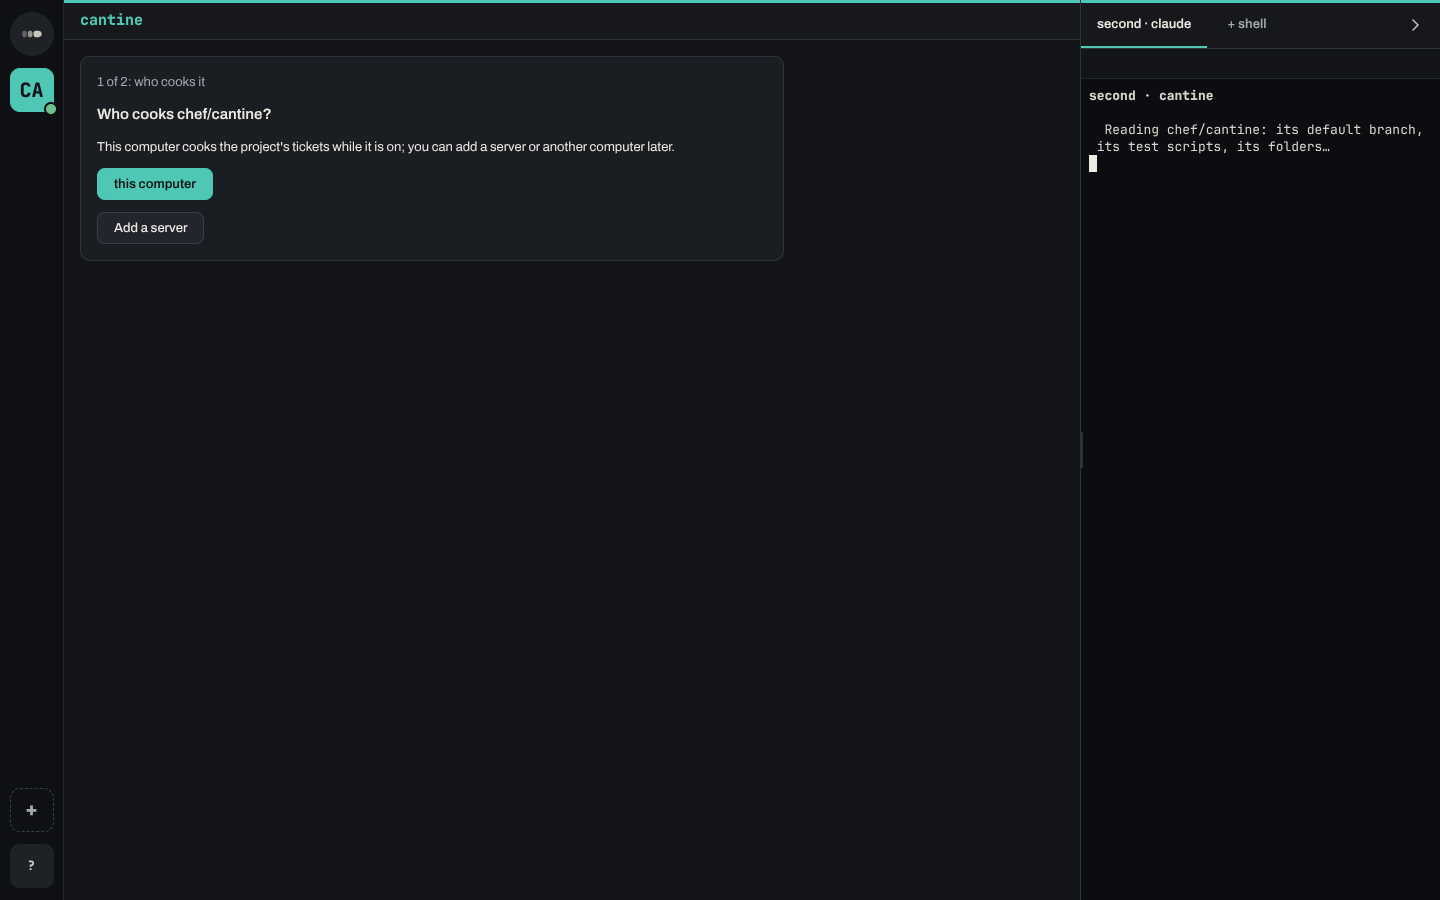 cantine
second · claude
+ shell
CA
1 of 2: who cooks it
Who cooks chef/cantine?
This computer cooks the project's tickets while it is on; you can add a server or another computer later.
this computer
Add a server
second · cantine
Reading chef/cantine: its default branch,
its test scripts, its folders…
+
?